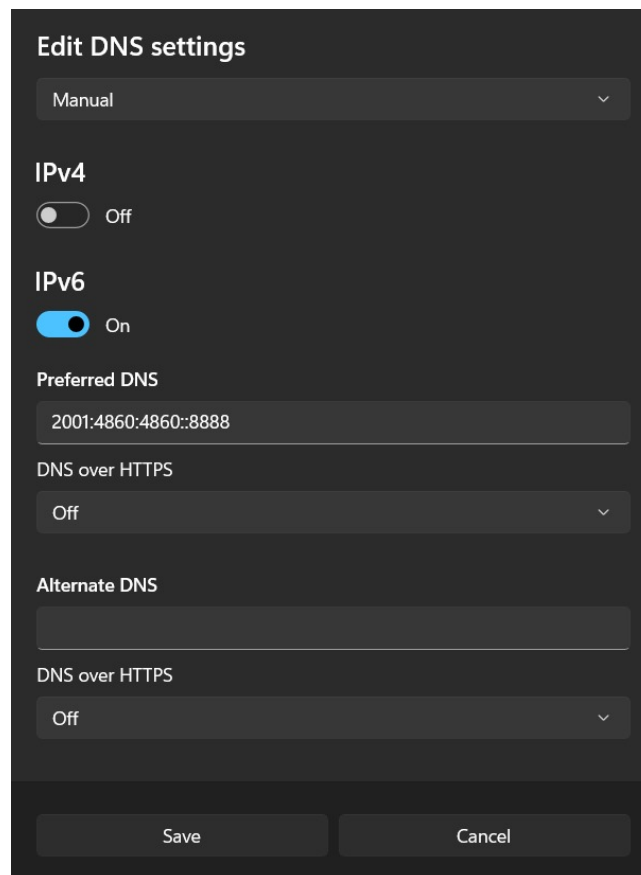 Edit DNS settings
Manual
IPv4
Off
IPv6
On
Preferred DNS
2001:4860:4860::8888
DNS over HTTPS
Off
Alternate DNS
DNS over HTTPS
Off
Save Cancel